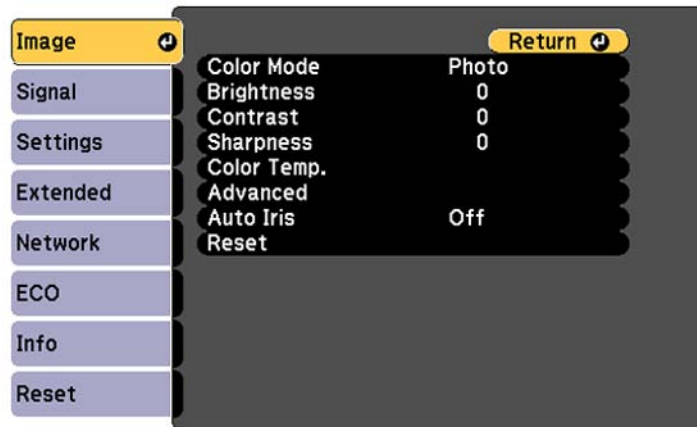 Image
Signal
Settings
Extended
Network
ECO
Info
Reset
Return
Color Mode Photo
Brightness 0
Contrast 0
Sharpness 0
Color Temp.
Advanced
Auto Iris Off
Reset